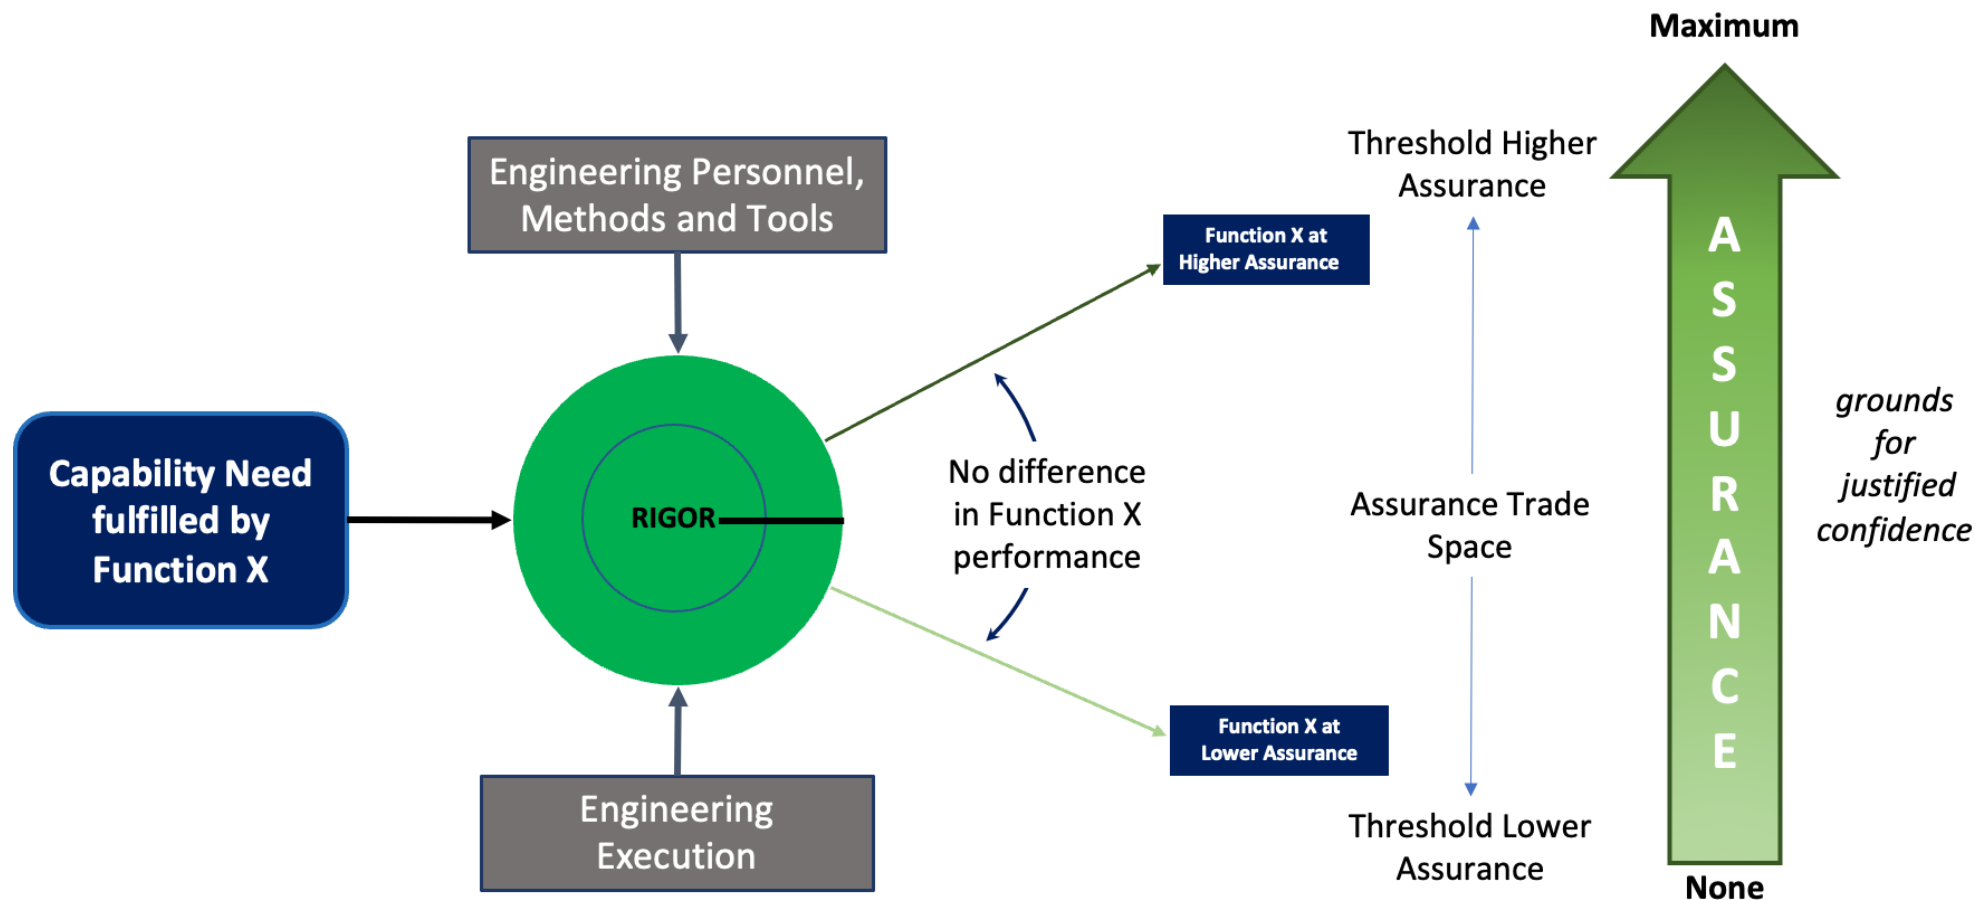 Maximum
Threshold Higher
Assurance
Engineering Personnel,
Methods and Tools
Function X at
Higher Assurance
Capability Need
fulfilled by
Function X
RIGOR
No difference
in Function X
performance
Assurance Trade
Space
A
S
S
U
R
A
N
C
E
grounds
for
justified
confidence
Function X at
Lower Assurance
Engineering
Execution
Threshold Lower
Assurance
None